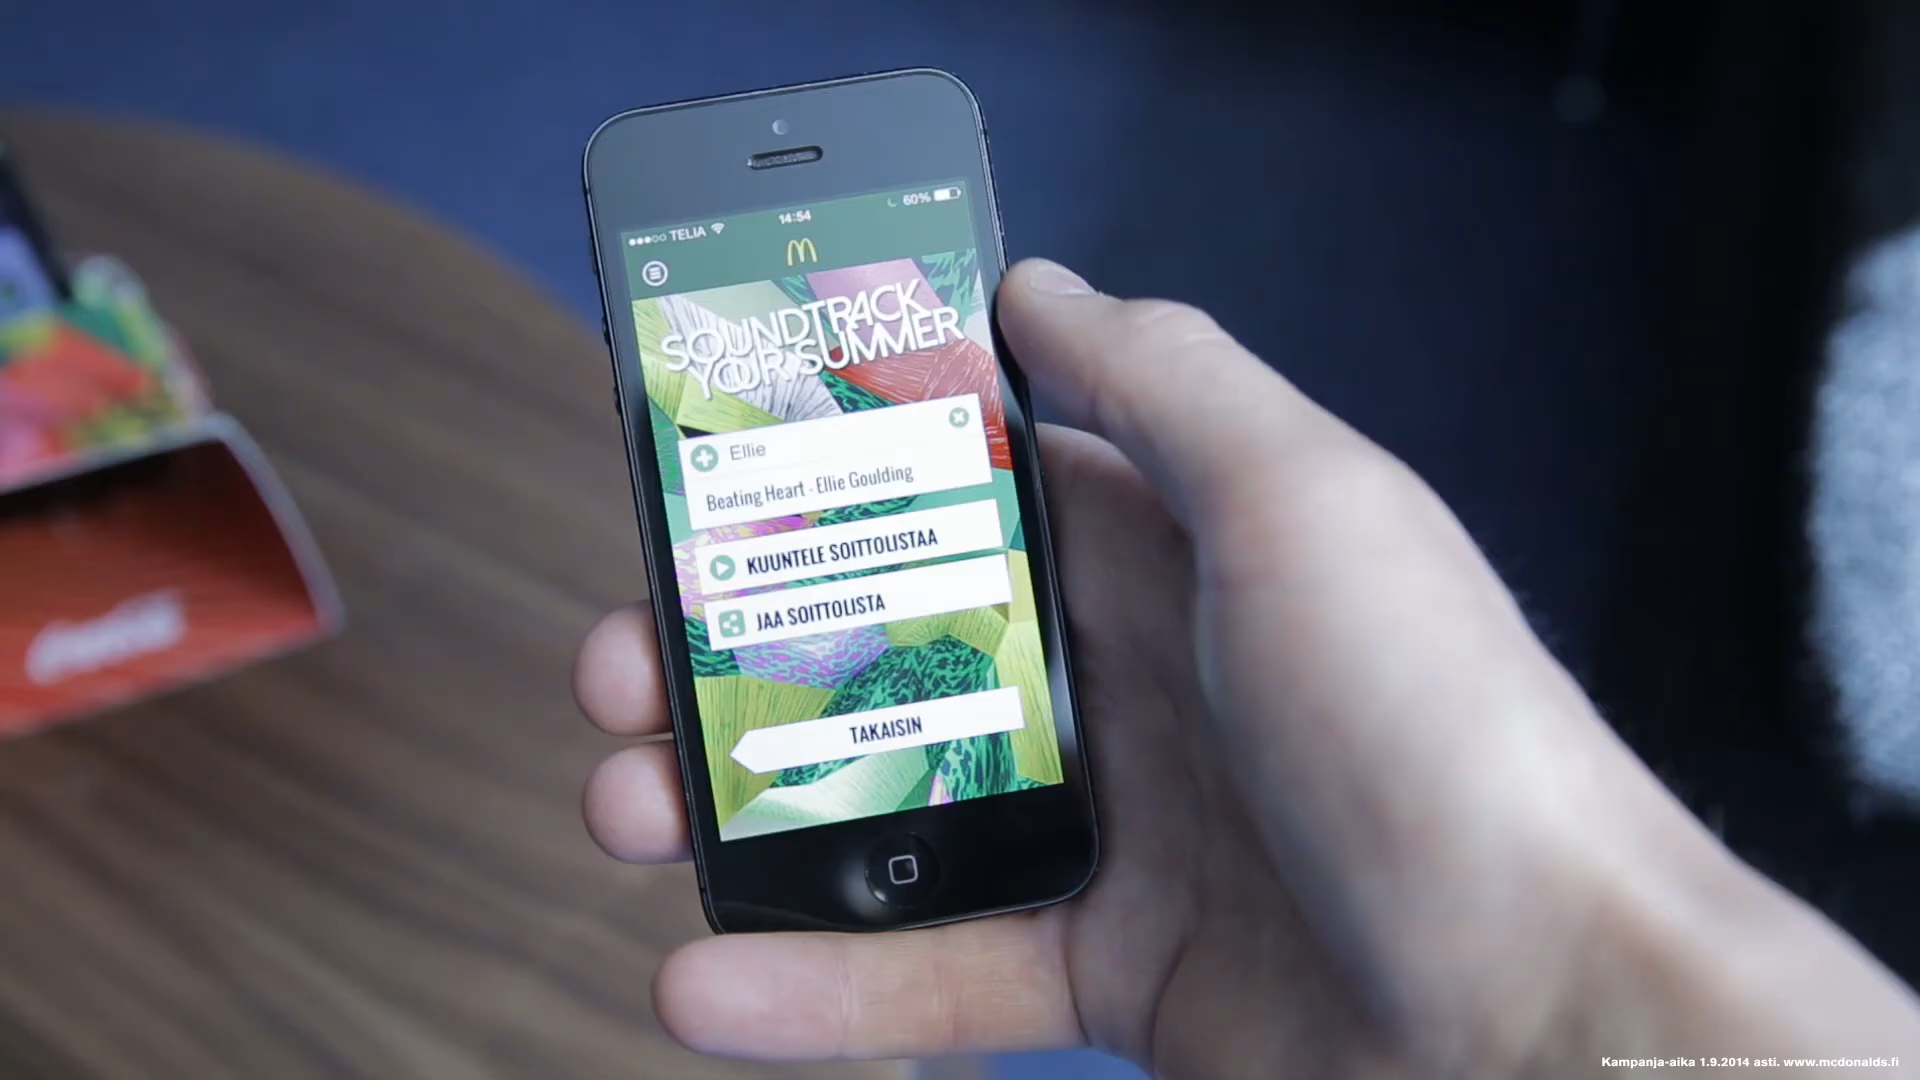 TELIA
14:54
60%
SOUNDTRACK
YOUR SUMMER
Ellie
Beating Heart - Ellie Goulding
KUUNTELE SOITTOLISTAA
JAA SOITTOLISTA
TAKAISIN
Kampanja-aika 1.9.2014 asti. www.mcdonalds.fi